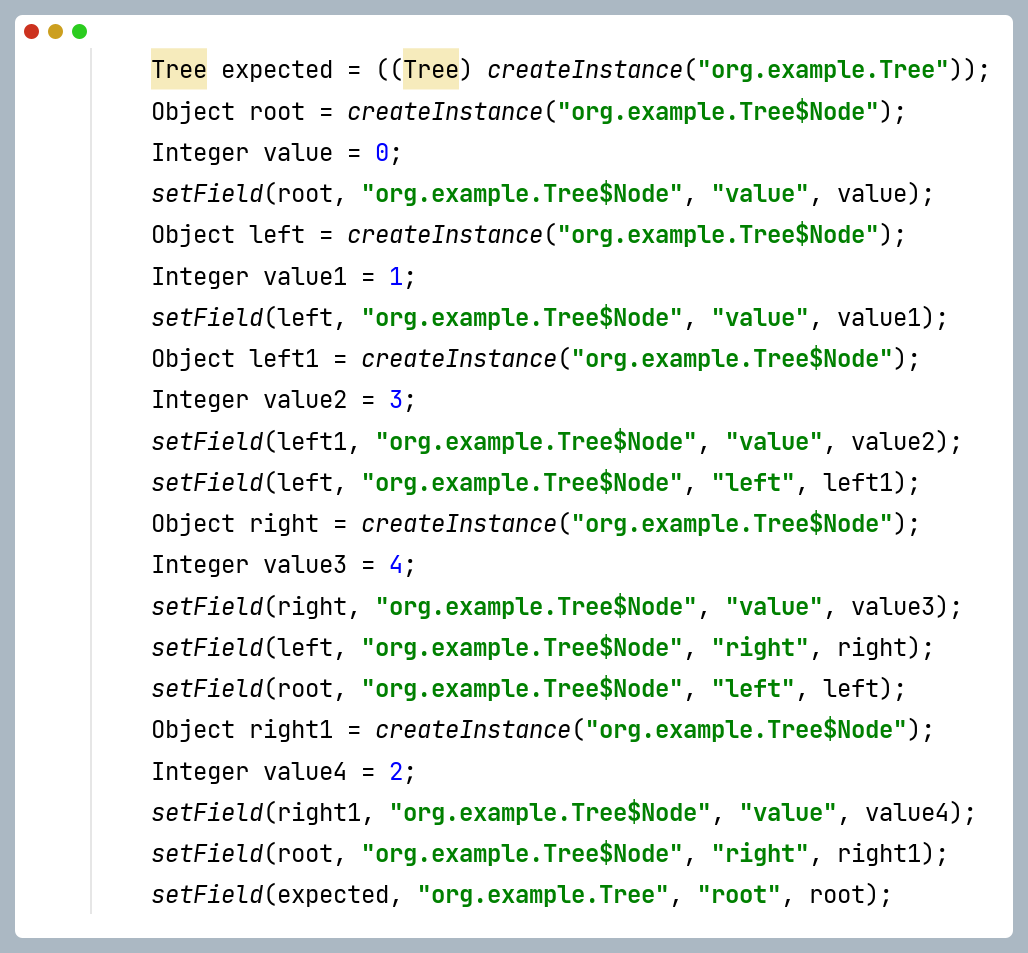 Tree expected = ((Tree) createInstance("org.example.Tree"));
Object root = createInstance("org.example.Tree$Node");
Integer value = 0;
setField(root, "org.example.Tree$Node", "value", value);
Object left = createInstance("org.example.Tree$Node");
Integer value1 = 1;
setField(left, "org.example.Tree$Node", "value", value1);
Object left1 = createInstance("org.example.Tree$Node");
Integer value2 = 3;
setField(left1, "org.example.Tree$Node", "value", value2);
setField(left, "org.example.Tree$Node", "left", left1);
Object right = createInstance("org.example.Tree$Node");
Integer value3 = 4;
setField(right, "org.example.Tree$Node", "value", value3);
setField(left, "org.example.Tree$Node", "right", right);
setField(root, "org.example.Tree$Node", "left", left);
Object right1 = createInstance("org.example.Tree$Node");
Integer value4 = 2;
setField(right1, "org.example.Tree$Node", "value", value4);
setField(root, "org.example.Tree$Node", "right", right1);
setField(expected, "org.example.Tree", "root", root);